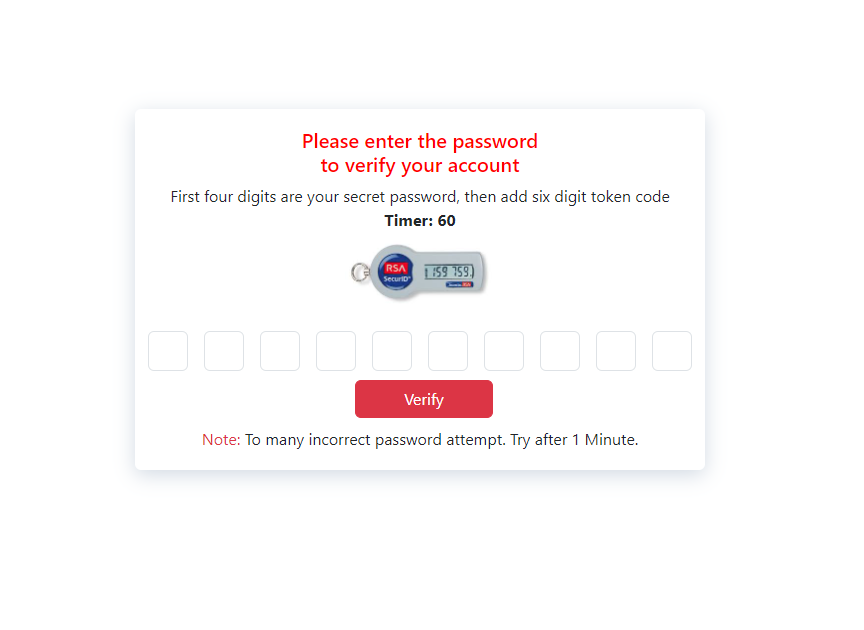 Please enter the password
to verify your account
First four digits are your secret password, then add six digit token code
Timer: 60
RSA
SecurID
159 759
Verify
Note: To many incorrect password attempt. Try after 1 Minute.